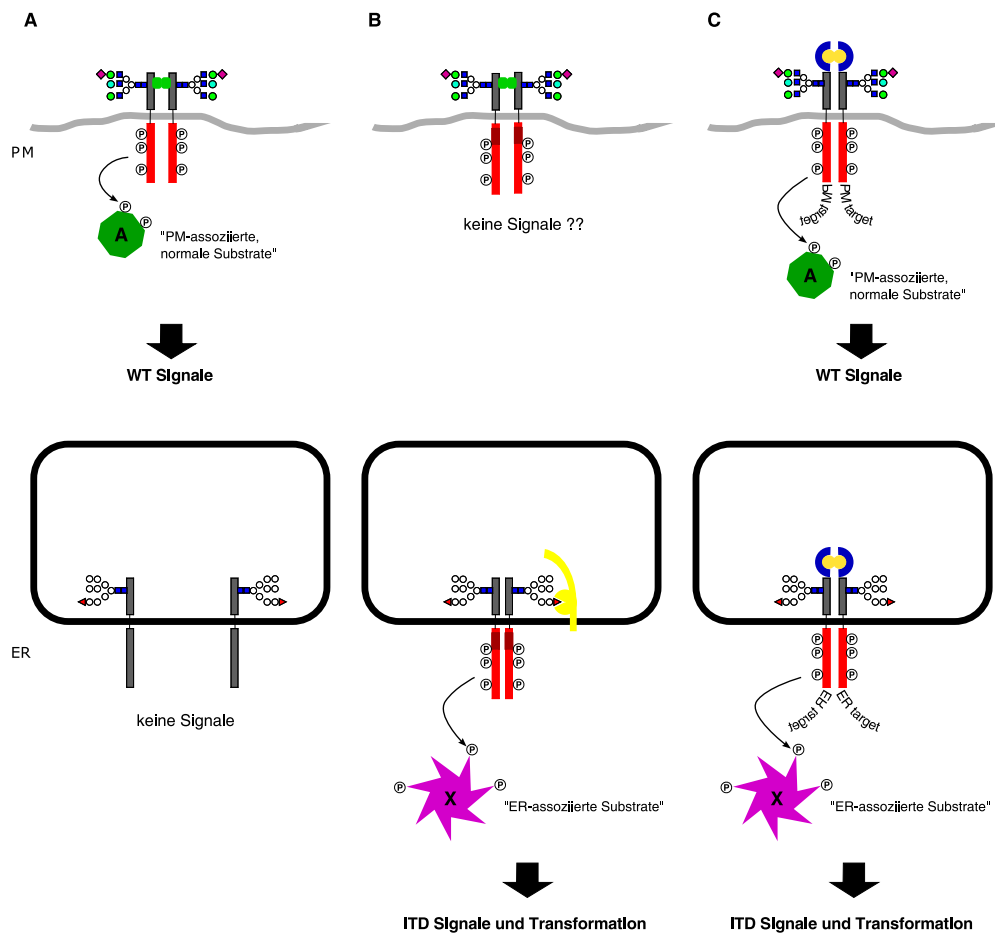 A
B
C
PM
P P
P P
P P
P
P
A
"PM-assoziierte,
normale Substrate"
WT Signale
P P
P P
P P
keine Signale ??
P P
P P
P P
PM target
PM target
P
P
A
"PM-assoziierte,
normale Substrate"
WT Signale
ER
keine Signale
P P
P P
P P
P
P
P
X
"ER-assoziierte Substrate"
ITD Signale und Transformation
P P
P P
P P
ER target
ER target
P
P
P
X
"ER-assoziierte Substrate"
ITD Signale und Transformation